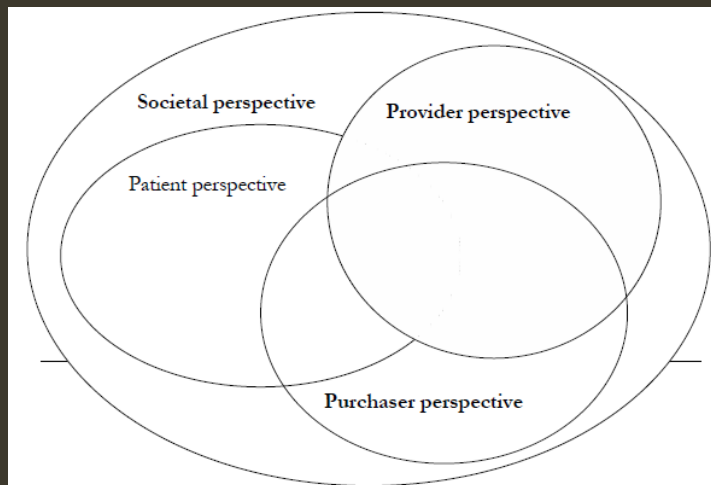 Societal perspective
Provider perspective
Patient perspective
Purchaser perspective